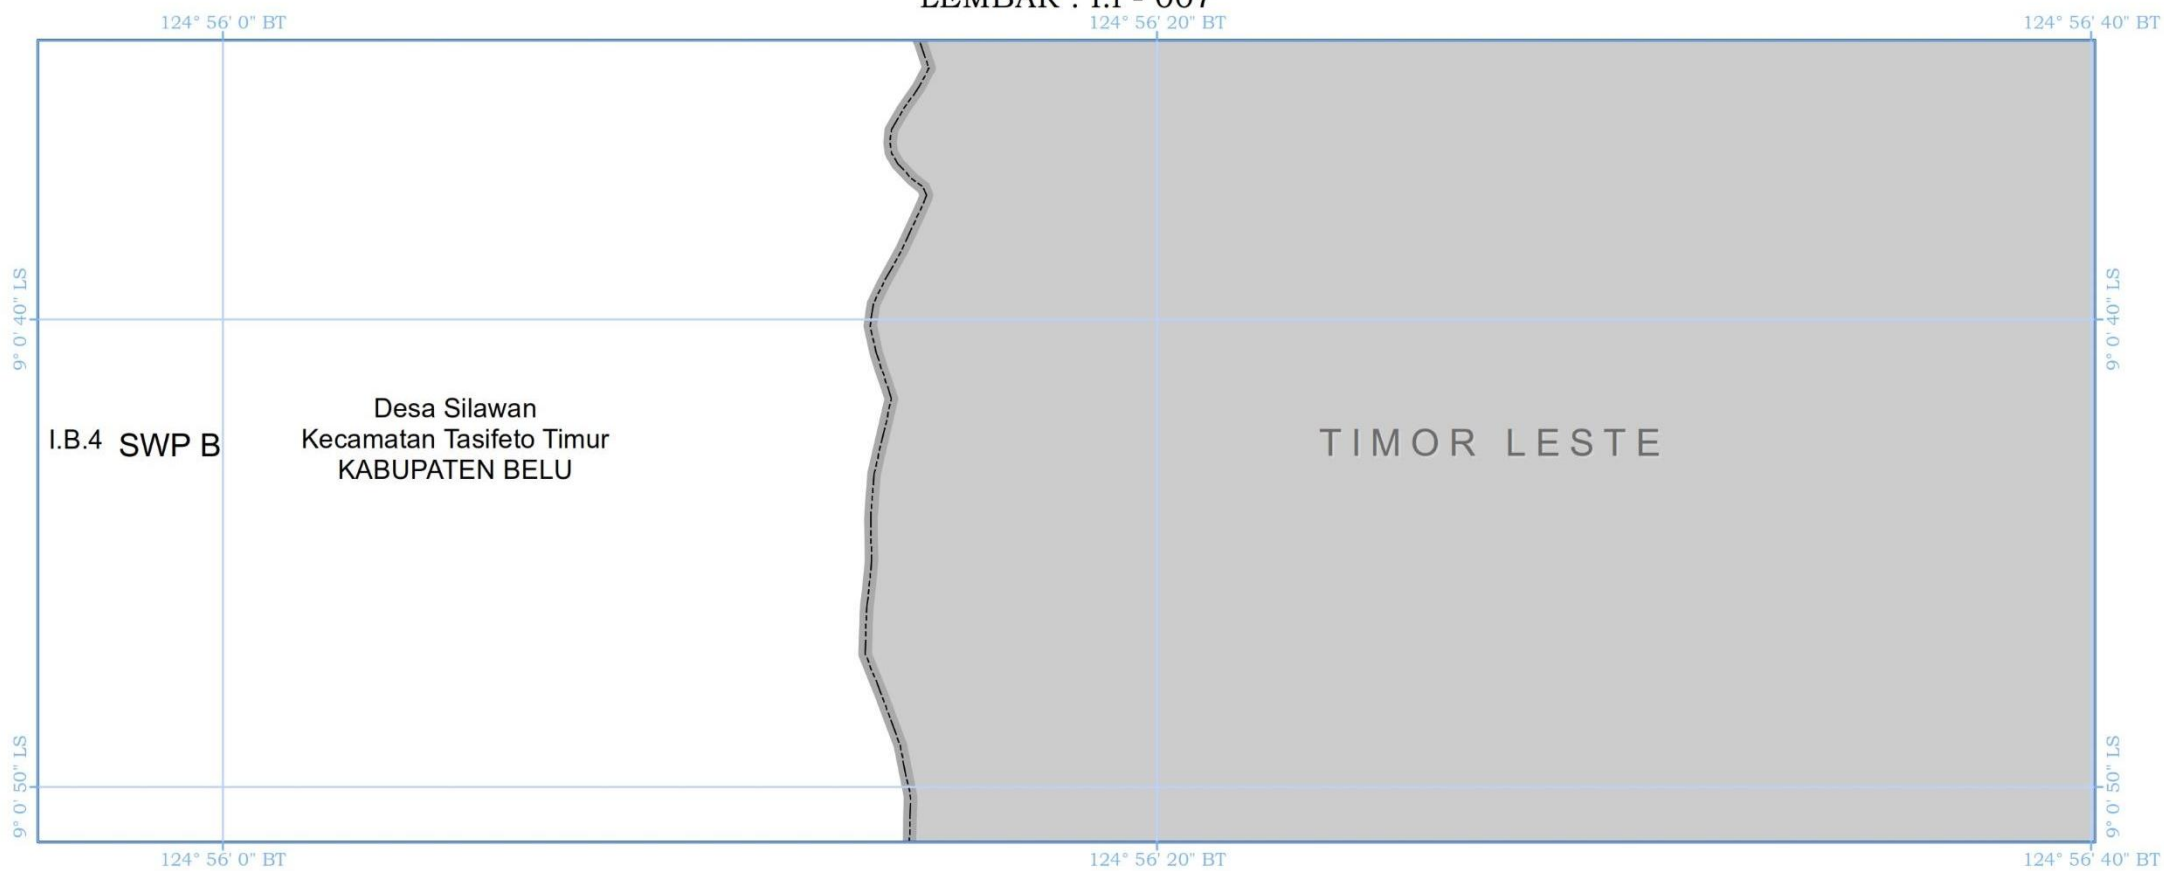 124° 56' 0" BT
124° 56' 20" BT
124° 56' 40" BT
9° 0' 40" LS
9° 0' 40" LS
Desa Silawan
I.B.4 SWP B
Kecamatan Tasifeto Timur
KABUPATEN BELU
TIMOR LESTE
9° 0' 50" LS
9° 0' 50" LS
124° 56' 0" BT
124° 56' 20" BT
124° 56' 40" BT